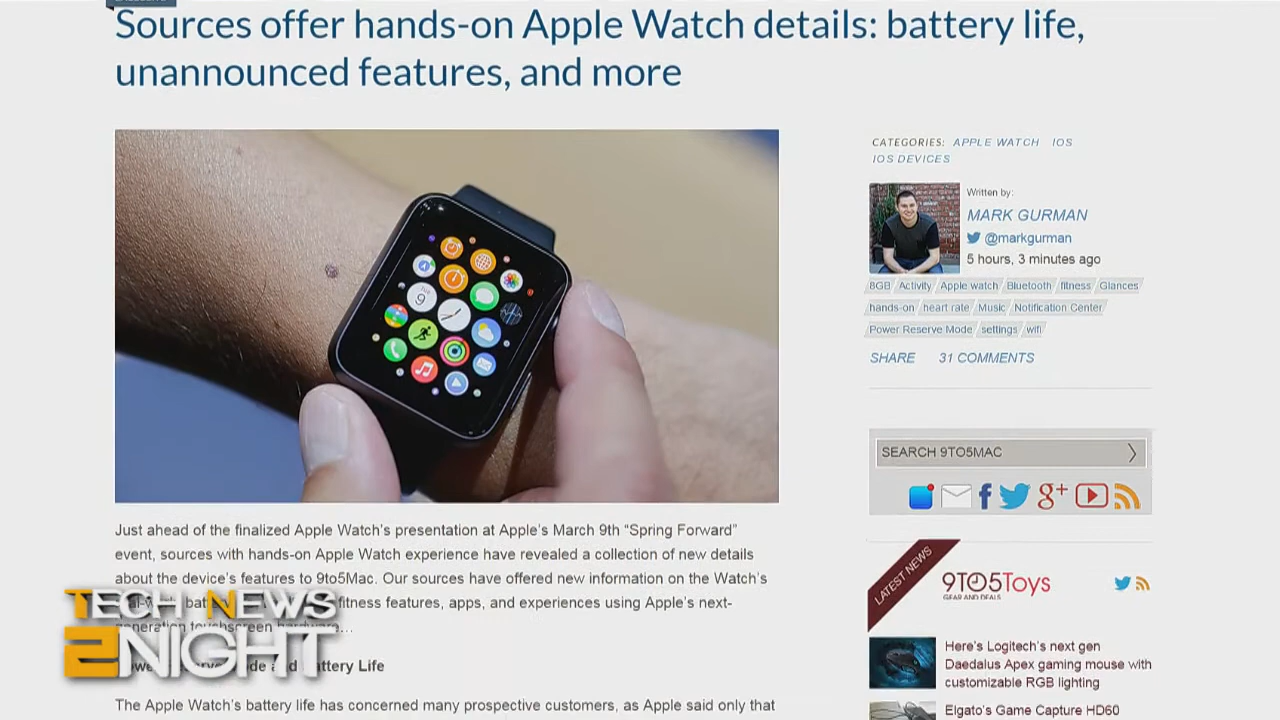 Sources offer hands-on Apple Watch details: battery life,
unannounced features, and more
9
Just ahead of the finalized Apple Watch's presentation at Apple's March 9th "Spring Forward"
event, sources with hands-on Apple Watch experience have revealed a collection of new details
about the device's features to 9to5Mac. Our sources have offered new information on the Watch's
fitness features, apps, and experiences using Apple's next-
generation touchscreen hardware…
Battery Life
The Apple Watch's battery life has concerned many prospective customers, as Apple said only that
TECH NEWS
2NIGHT
CATEGORIES: APPLE WATCH IOS
IOS DEVICES
Written by:
MARK GURMAN
@markgurman
5 hours, 3 minutes ago
8GB Activity Apple watch Bluetooth fitness Glances
hands-on heart rate Music Notification Center
Power Reserve Mode settings wifi
SHARE 31 COMMENTS
SEARCH 9TO5MAC
f g+
LATEST NEWS
9TO5Toys
GEAR AND DEALS
Here's Logitech's next gen
Daedalus Apex gaming mouse with
customizable RGB lighting
Elgato's Game Capture HD60